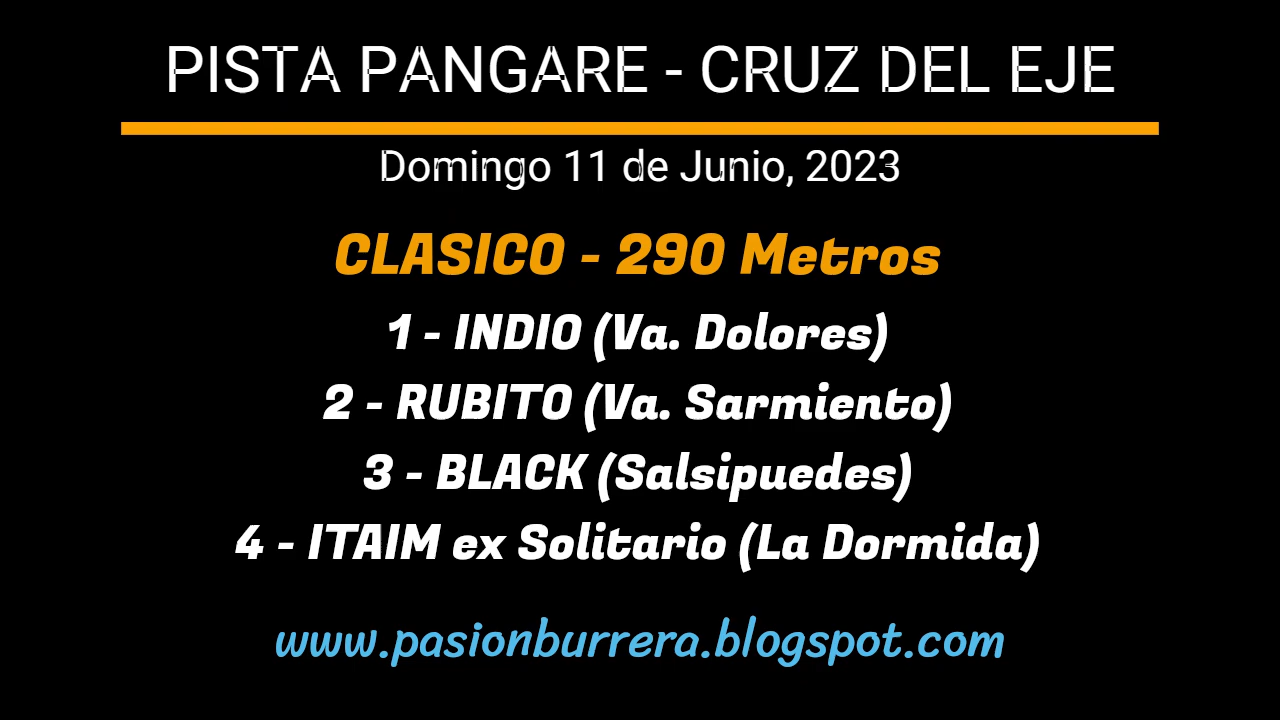 PISTA PANGARE - CRUZ DEL EJE
Domingo 11 de Junio, 2023
CLASICO - 290 Metros
1 - INDIO (Va. Dolores)
2 - RUBITO (Va. Sarmiento)
3 - BLACK (Salsipuedes)
4 - ITAIM ex Solitario (La Dormida)
www.pasionburrera.blogspot.com